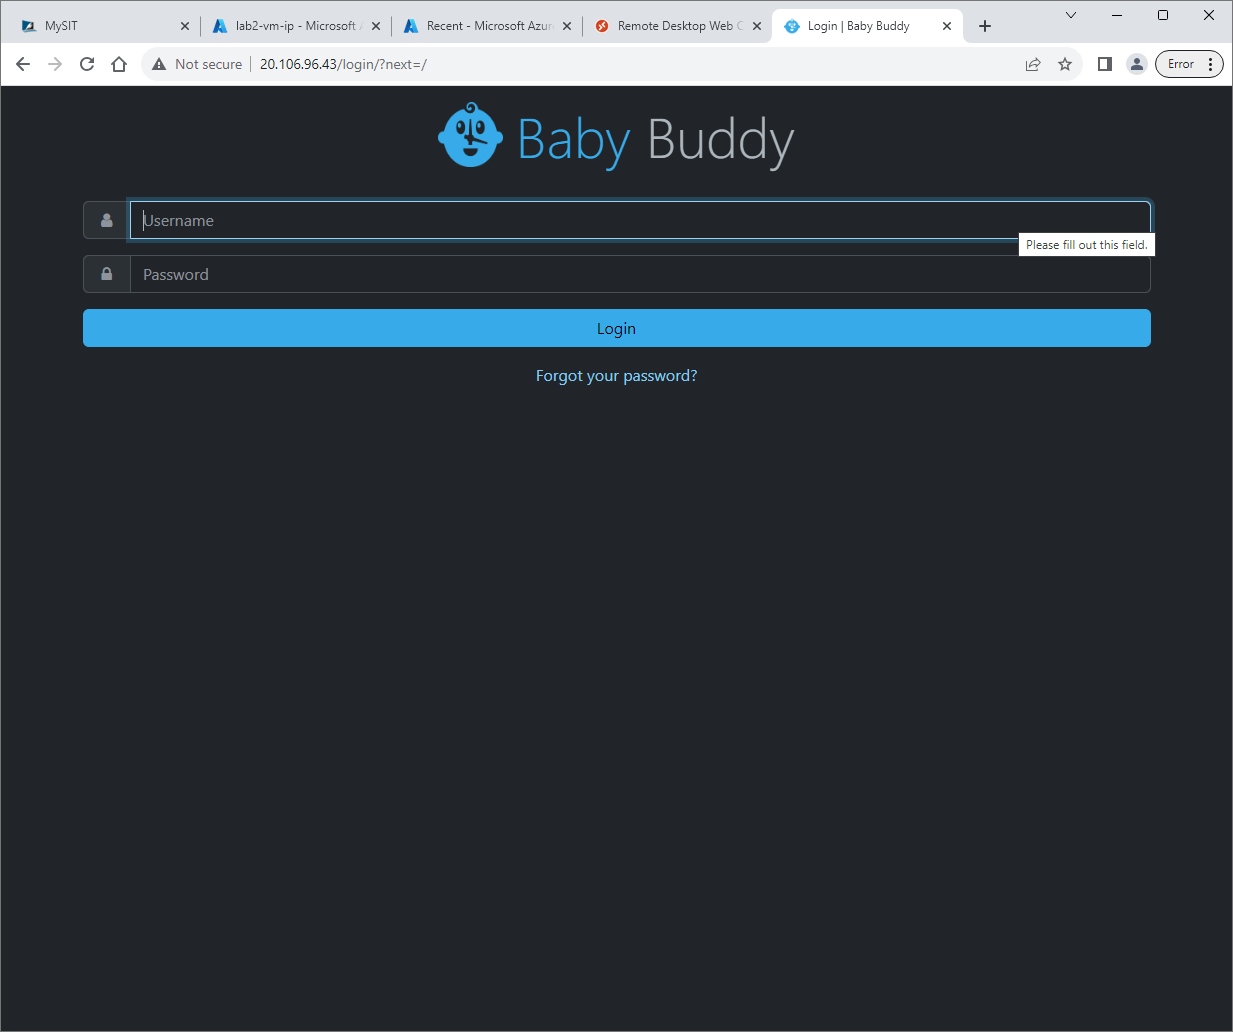 MySIT
lab2-vm-ip - Microsoft A
Recent - Microsoft Azur
Remote Desktop Web C
Login | Baby Buddy
Not secure
20.106.96.43/login/?next=/
Error
Baby Buddy
Username
Please fill out this field.
Password
Login
Forgot your password?